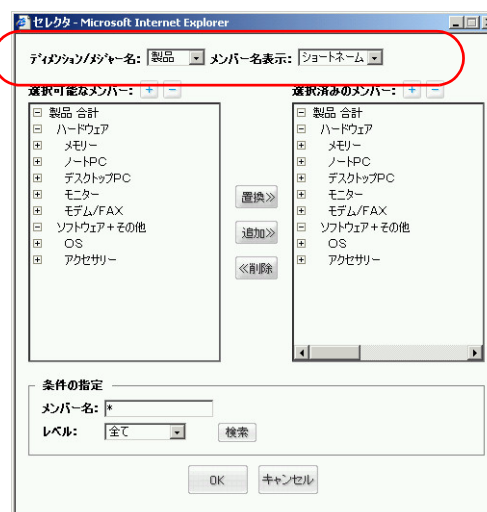 セレクタ - Microsoft Internet Explorer
ディメンション/メジャー名: 製品 メンバー名表示: ショートネーム
選択可能なメンバー: + - 選択済みのメンバー: + -
製品 合計 製品 合計
ハードウェア ハードウェア
メモリー メモリー
ノートPC ノートPC
デスクトップPC デスクトップPC
モニター モニター
モデム/FAX モデム/FAX
ソフトウェア+その他 ソフトウェア+その他
OS OS
アクセサリー アクセサリー
置換≫
追加≫
≪削除
条件の指定
メンバー名: *
レベル: 全て 検索
OK キャンセル